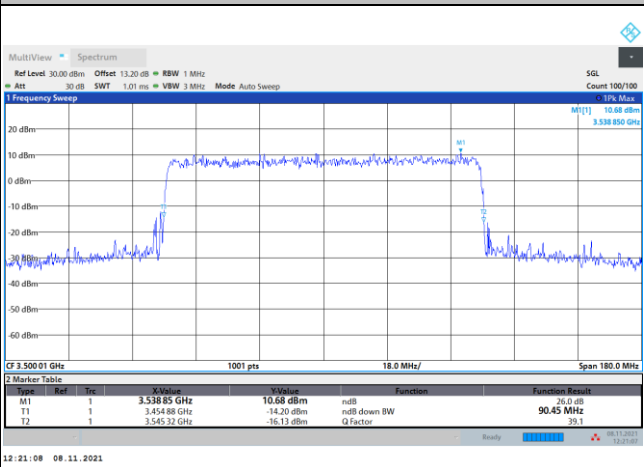 MultiView Spectrum
Ref Level 30.00 dBm Offset 13.20 dB RBW 1 MHz SGL
Att 30 dB SWT 1.01 ms VBW 3 MHz Mode Auto Sweep Count 100/100
1 Frequency Sweep 1Pk Max
M1[1] 10.68 dBm
3.538 850 GHz
20 dBm
M1
10 dBm
0 dBm
-10 dBm
T1 T2
-20 dBm
-30 dBm
-40 dBm
-50 dBm
-60 dBm
CF 3.500 01 GHz 1001 pts 18.0 MHz/ Span 180.0 MHz
2 Marker Table
Type Ref Trc X-Value Y-Value Function Function Result
M1 1 3.538 85 GHz 10.68 dBm ndB 26.0 dB
T1 1 3.454 88 GHz -14.20 dBm ndB down BW 90.45 MHz
T2 1 3.545 32 GHz -16.13 dBm Q Factor 39.1
Ready 08.11.2021
12:21:07
12:21:08 08.11.2021